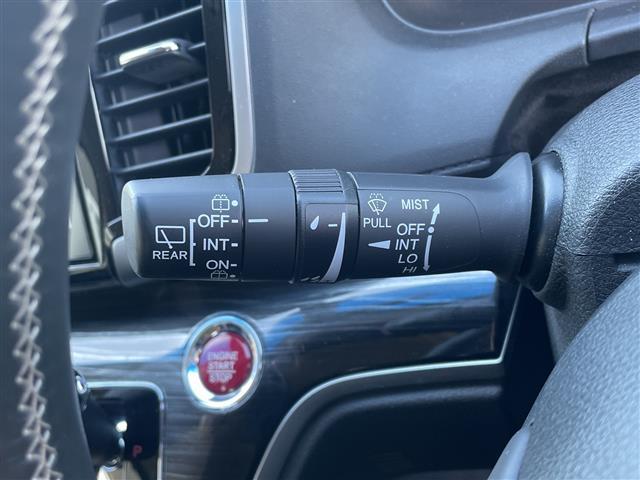 OFF
INT
REAR
ON
PULL
MIST
OFF
INT
LO
HI
ENGINE
START
STOP
P